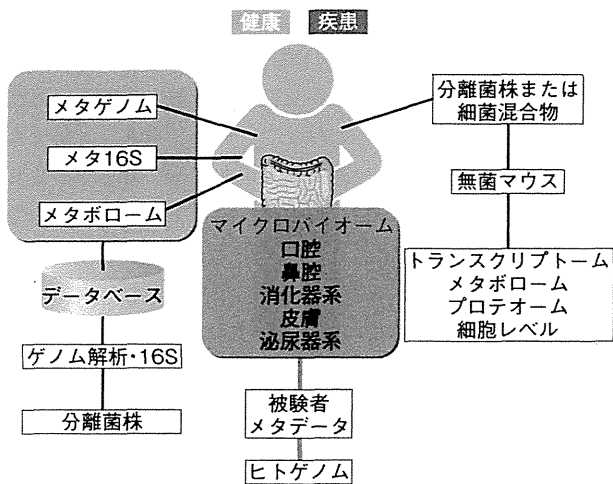 健康 疾患
メタゲノム
メタ16S
メタボローム
データベース
ゲノム解析・16S
分離菌株
マイクロバイオーム
口腔
鼻腔
消化器系
皮膚
泌尿器系
被験者
メタデータ
ヒトゲノム
分離菌株または
細菌混合物
無菌マウス
トランスクリプトーム
メタボローム
プロテオーム
細胞レベル